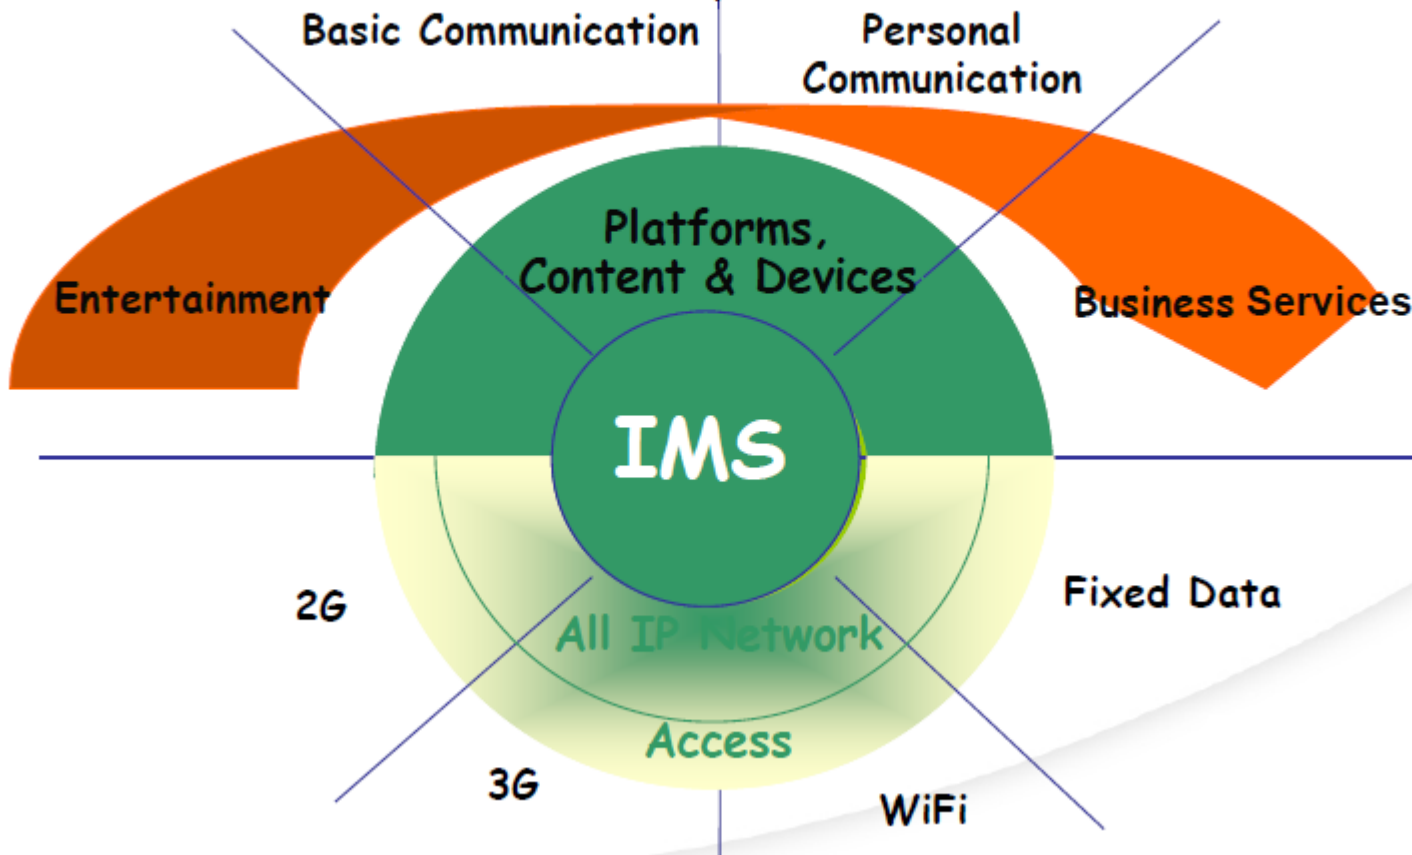 Basic Communication
Personal
Communication
Platforms,
Content & Devices
Entertainment
Business Services
IMS
2G
Fixed Data
All IP Network
Access
3G
WiFi